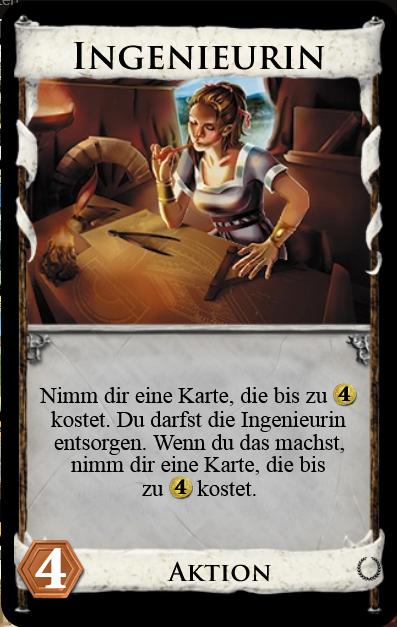 INGENIEURIN
Nimm dir eine Karte, die bis zu 4
kostet. Du darfst die Ingenieurin
entsorgen. Wenn du das machst,
nimm dir eine Karte, die bis
zu 4 kostet.
4
AKTION